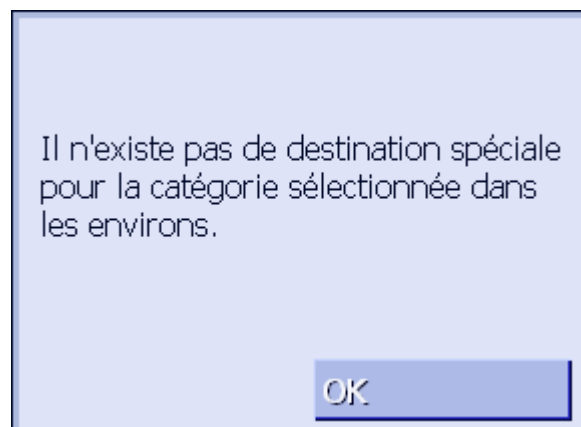 Il n'existe pas de destination spéciale
pour la catégorie sélectionnée dans
les environs.
OK